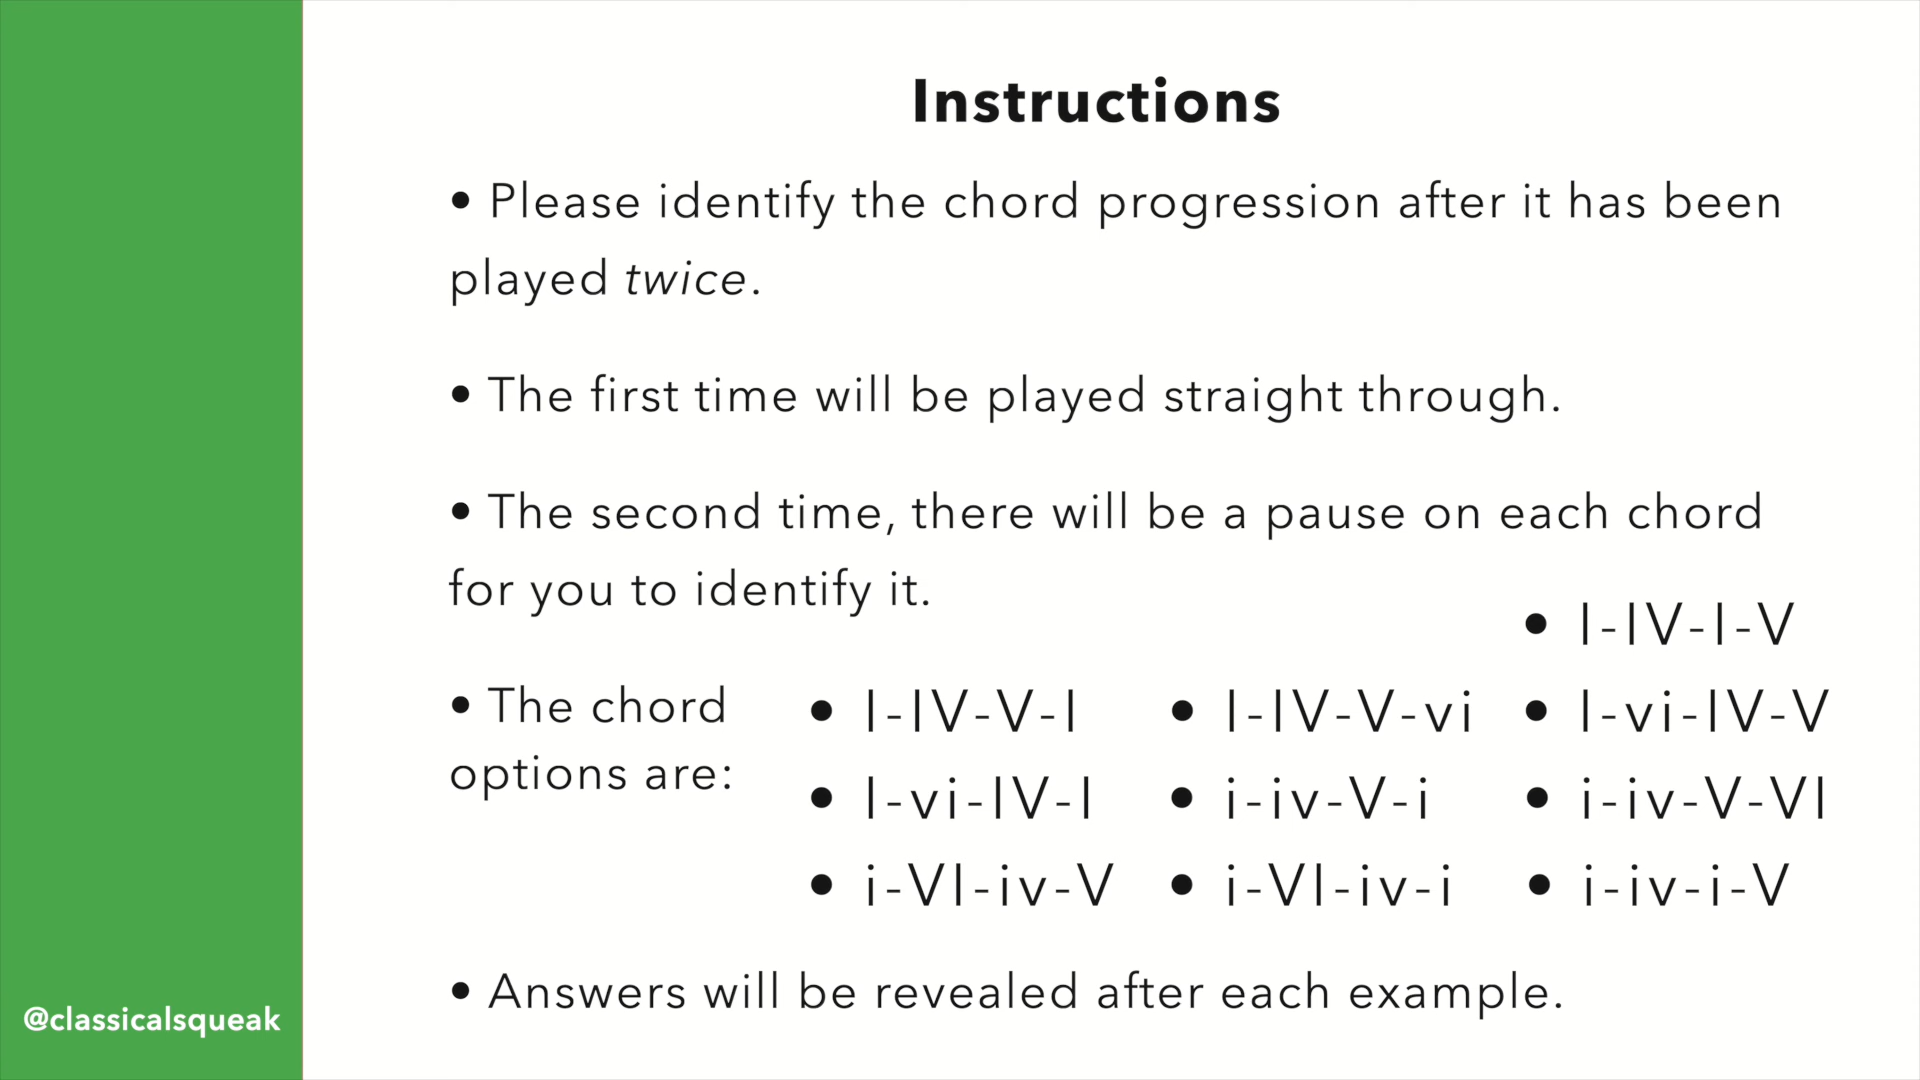 Instructions
• Please identify the chord progression after it has been
played twice.
• The first time will be played straight through.
• The second time, there will be a pause on each chord
for you to identify it.
• The chord
options are:
• I-IV-V-I
• I-vi-IV-I
• i-VI-iv-V
• I-IV-V-vi
• i-iv-V-i
• i-VI-iv-i
• I-IV-I-V
• I-vi-IV-V
• i-iv-V-VI
• i-iv-i-V
• Answers will be revealed after each example.
@classicalsqueak